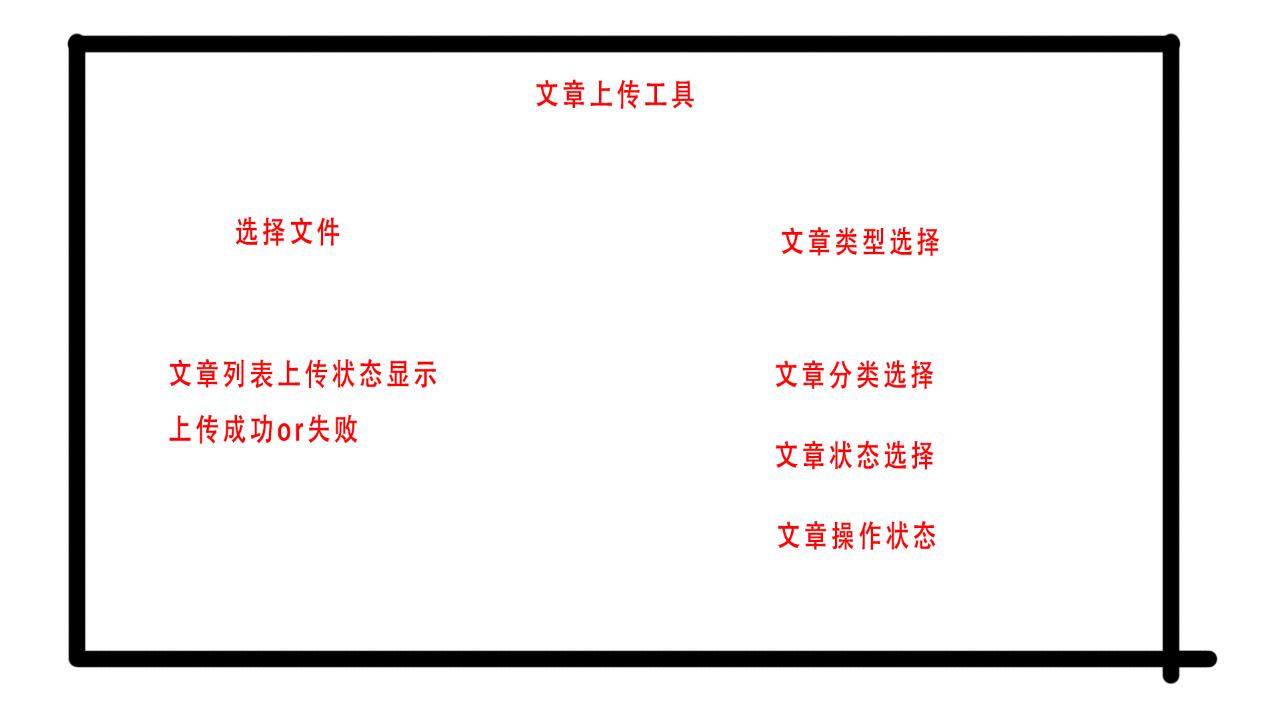 文章上传工具
选择文件
文章类型选择
文章列表上传状态显示
上传成功or失败
文章分类选择
文章状态选择
文章操作状态